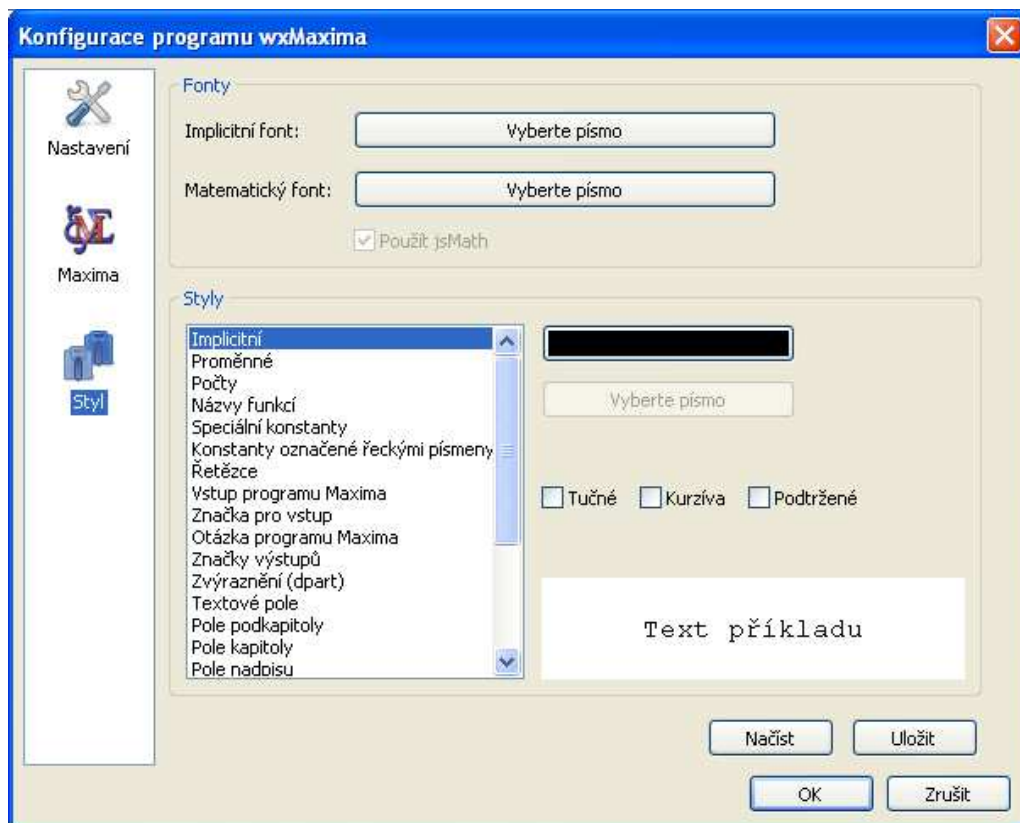 Konfigurace programu wxMaxima
Nastavení
Maxima
Styl
Fonty
Implicitní font:
Vyberte písmo
Matematický font:
Vyberte písmo
Použít jsMath
Styly
Implicitní
Proměnné
Počty
Názvy funkcí
Speciální konstanty
Konstanty označené řeckými písmeny
Řetězce
Vstup programu Maxima
Značka pro vstup
Otázka programu Maxima
Značky výstupů
Zvýraznění (dpart)
Textové pole
Pole podkapitoly
Pole kapitoly
Pole nadpisu
Vyberte písmo
Tučné
Kurzíva
Podtržené
Text příkladu
Načíst
Uložit
OK
Zrušit